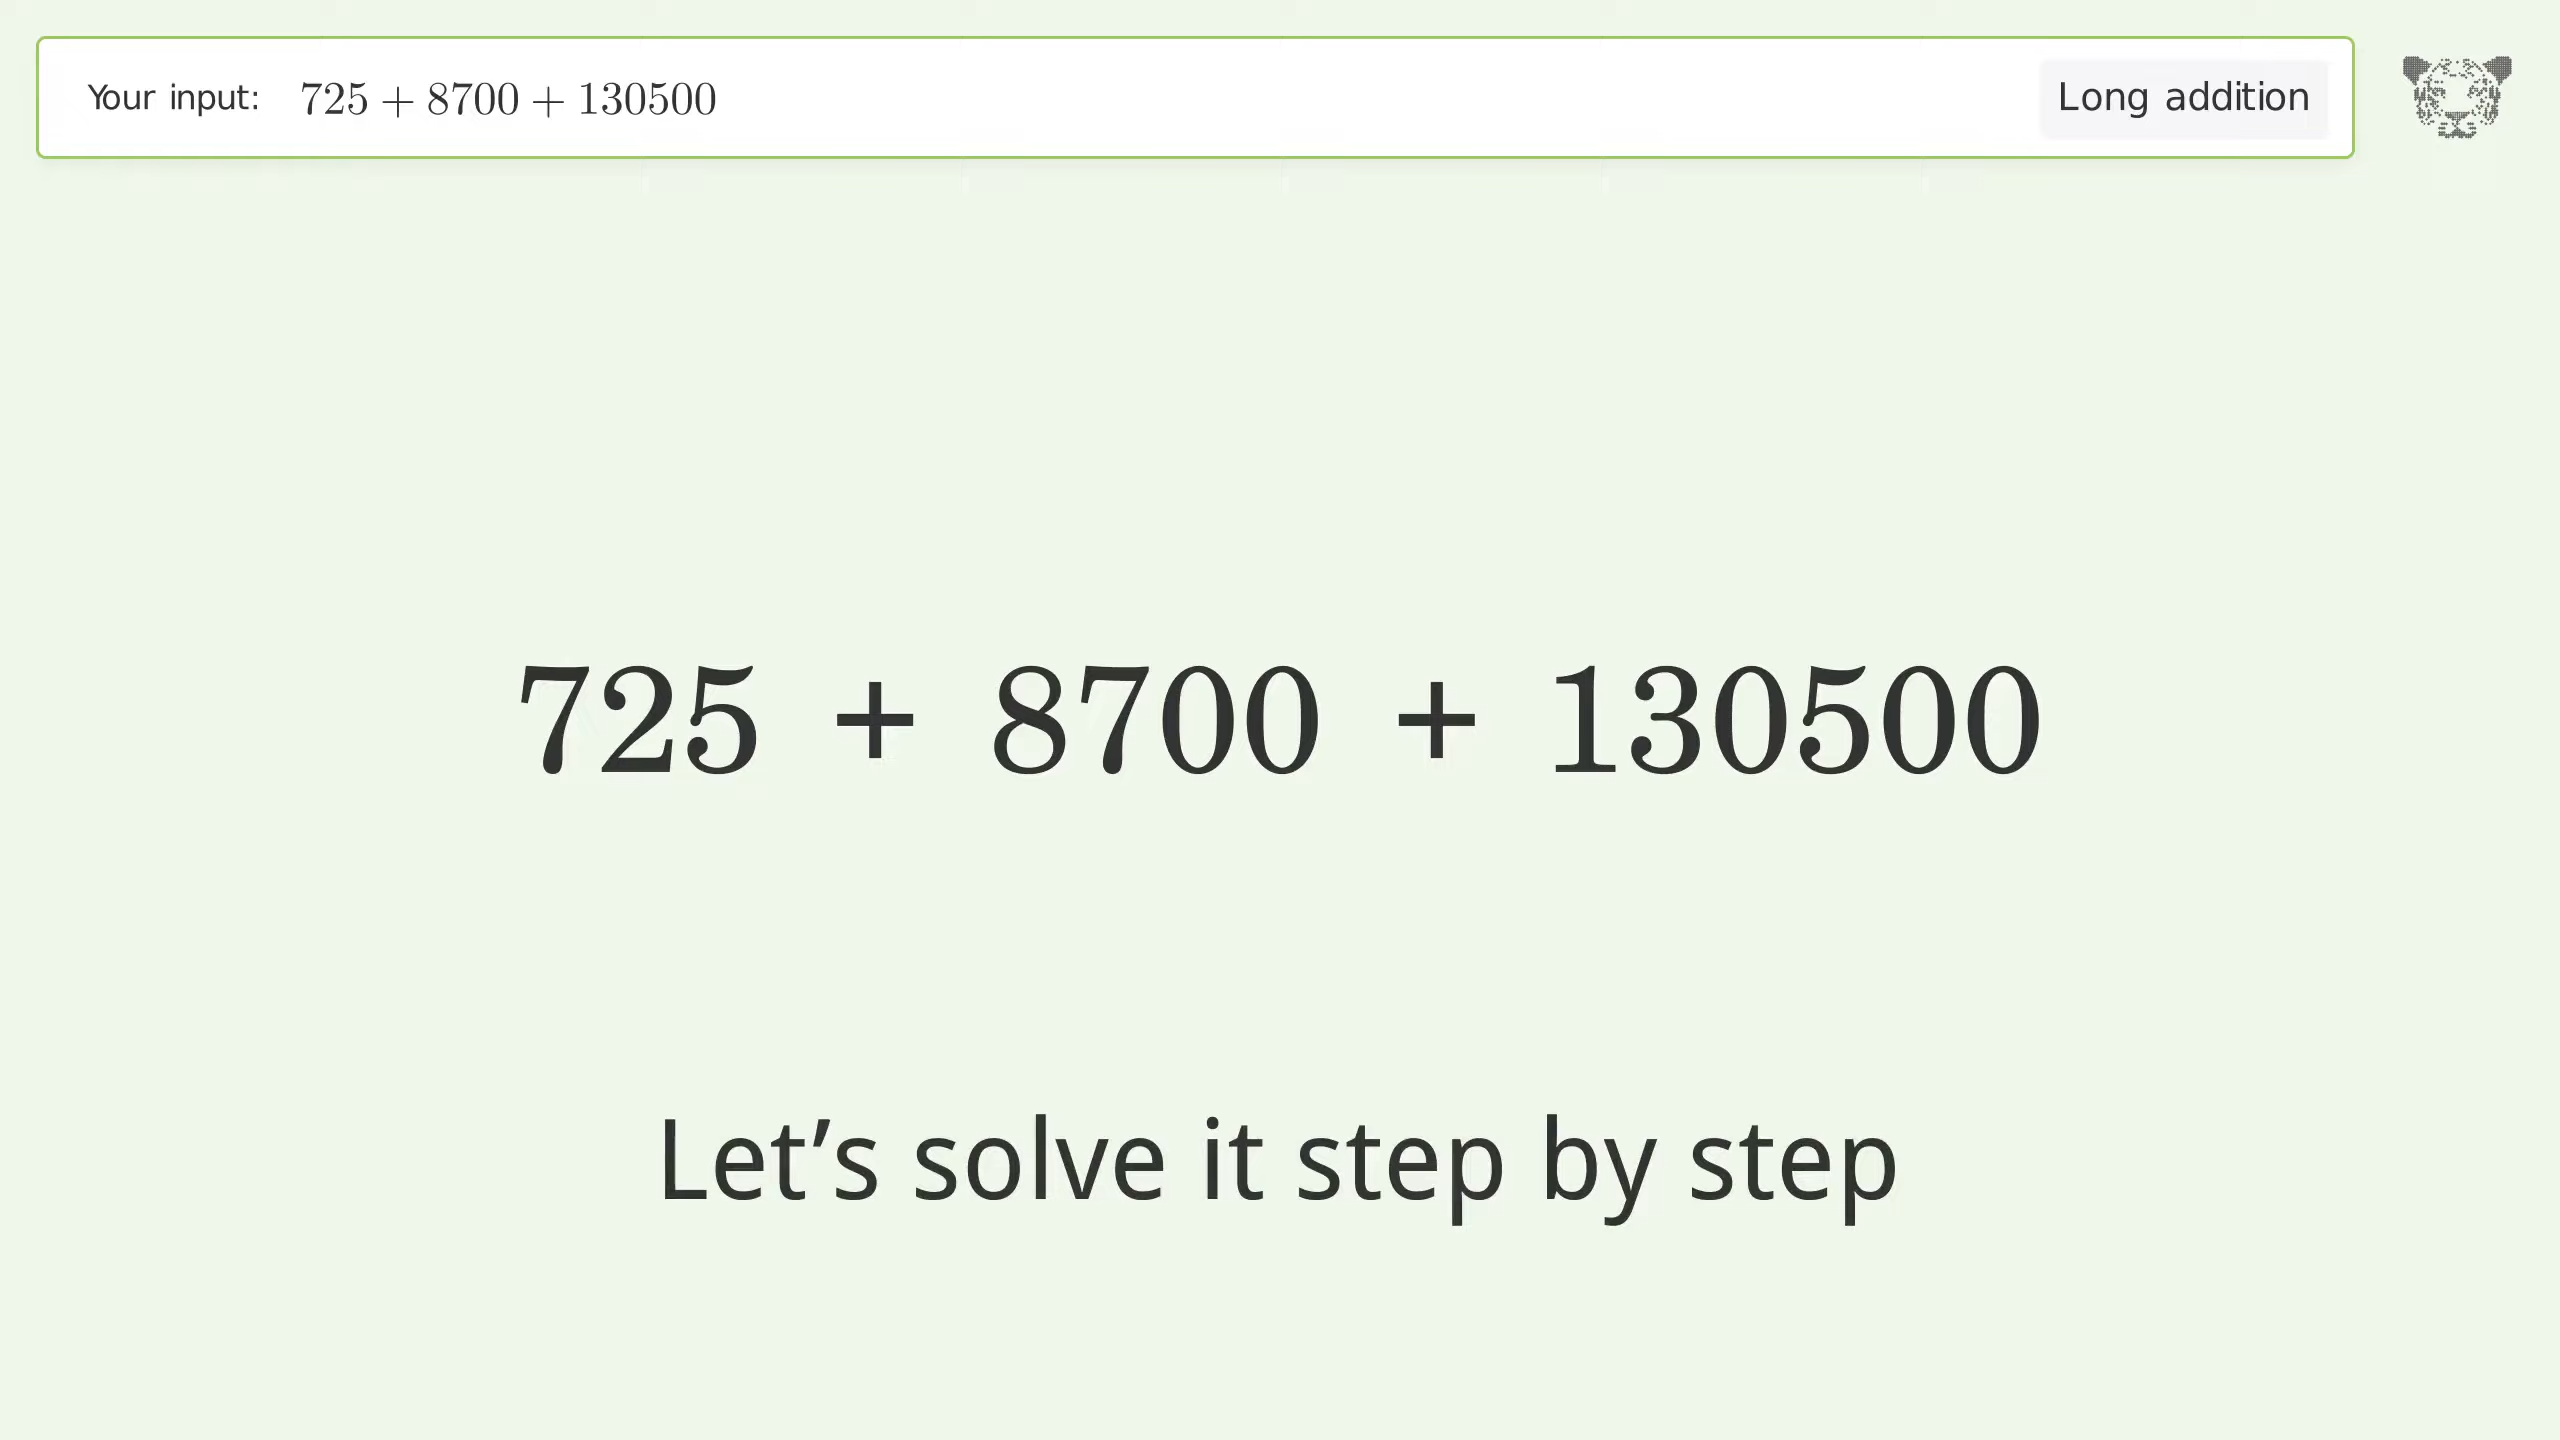 Your input: 725 + 8700 + 130500 Long addition
725 + 8700 + 130500
Let’s solve it step by step